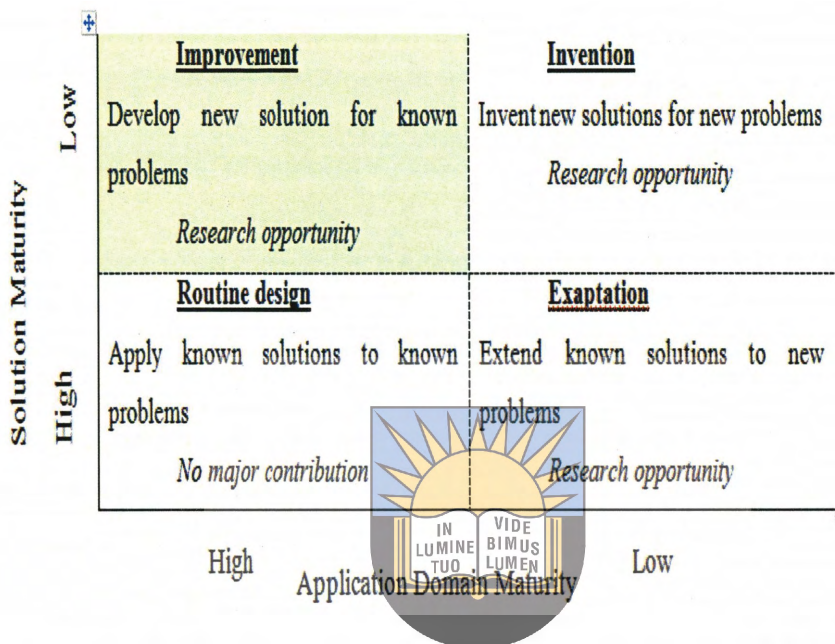 Improvement
Develop new solution for known
problems
Research opportunity
Invention
Invent new solutions for new problems
Research opportunity
Routine design
Apply known solutions to known
problems
No major contribution
Exaptation
Extend known solutions to new
problems
Research opportunity
Solution Maturity
Low
High
High
Low
Application Domain Maturity
IN
LUMINE
TUO
VIDE
BIMUS
LUMEN